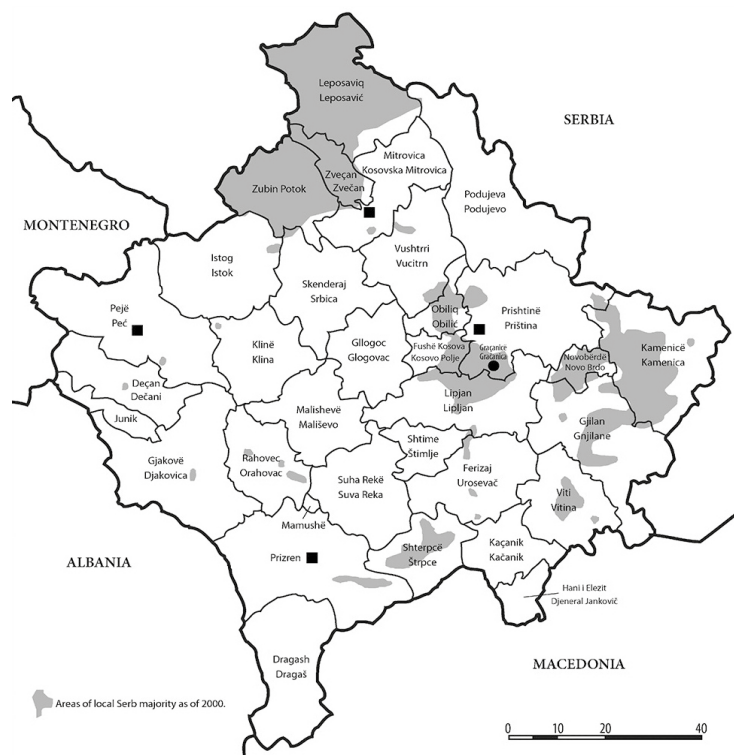 Leposaviq
Leposavić
SERBIA
Mitrovica
Kosovska Mitrovica
Zveçan
Zvečan
Zubin Potok
Podujeva
Podujevo
MONTENEGRO
Istog
Istok
Vushtrri
Vucitrn
Skenderaj
Srbica
Pejë
Peć
Obiliq
Obilić
Prishtinë
Priština
Klinë
Klina
Gllogoc
Glogovac
Fushë Kosova
Kosovo Polje
Graçanicë
Gračanica
Novobërdë
Novo Brdo
Kamenicë
Kamenica
Deçan
Dečani
Junik
Lipjan
Lipljan
Malishevë
Mališevo
Gjilan
Gnjilane
Shtime
Štimlje
Gjakovë
Djakovica
Rahovec
Orahovac
Ferizaj
Urosevač
Suha Rekë
Suva Reka
Viti
Vitina
Mamushë
ALBANIA
Prizren
Shterpcë
Štrpce
Kaçanik
Kačanik
Hani i Elezit
Djeneral Jankovič
Dragash
Dragaš
MACEDONIA
Areas of local Serb majority as of 2000.
0 10 20 40